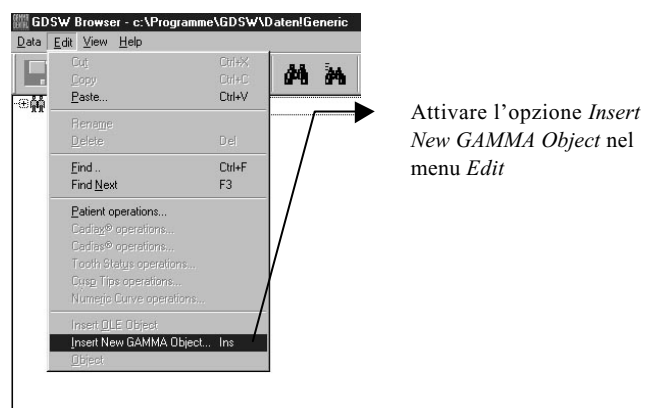 GDSW Browser - c:\Programme\GDSW\Daten!Generic
Data Edit View Help
Cut Ctrl+X
Copy Ctrl+C
Paste... Ctrl+V
Rename
Delete Del
Find .. Ctrl+F
Find Next F3
Patient operations...
Cadiax® operations...
Cadias® operations...
Tooth Status operations...
Cusp Tips operations...
Numeric Curve operations...
Insert OLE Object
Insert New GAMMA Object... Ins
Object
Attivare l'opzione Insert
New GAMMA Object nel
menu Edit